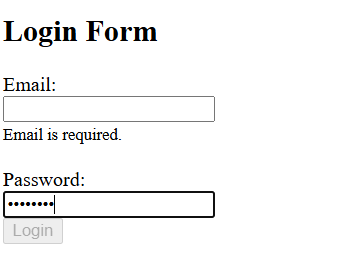 Login Form
Email:
Email is required.
Password:
••••••••
Login